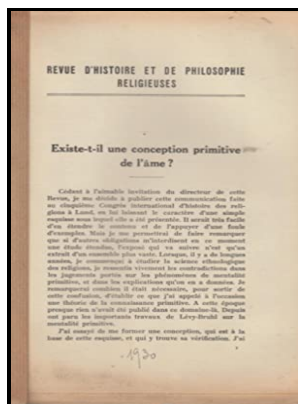 REVUE D'HISTOIRE ET DE PHILOSOPHIE
RELIGIEUSES
Existe-t-il une conception primitive
de l'âme ?
Cédant à l'aimable invitation du directeur de cette
Revue, je me décide à publier cette communication faite
au cinquième Congrès international d'histoire des reli-
gions à Lund, en lui laissant le caractère d'une simple
esquisse sous lequel elle a été présentée. Il serait très facile
d'en étendre le contenu et de l'appuyer d'une foule
d'exemples. Mais je me permettrai de faire remarquer
que si d'autres obligations m'interdisent en ce moment
une étude étendue, l'exposé qui va suivre n'est qu'un
extrait d'un ensemble plus vaste. Lorsque, il y a de longues
années, je commençai à étudier la science ethnologique
des religions, je ressentis vivement les contradictions dans
les jugements portés sur les phénomènes de mentalité
primitive, et dans les explications qu'on en a données. Je
remarquerai combien il était nécessaire, pour sortir de
cette confusion, d'établir ce que j'appelai à l'occasion
une théorie de la connaissance primitive. A cette époque
presque rien n'avait été publié dans ce domaine-là. Depuis
ont paru les importants travaux de Lévy-Bruhl sur la
mentalité primitive.
J'ai essayé de me former une conception, qui est à la
base de cette esquisse, et qui y trouve sa vérification. J'ai
1930